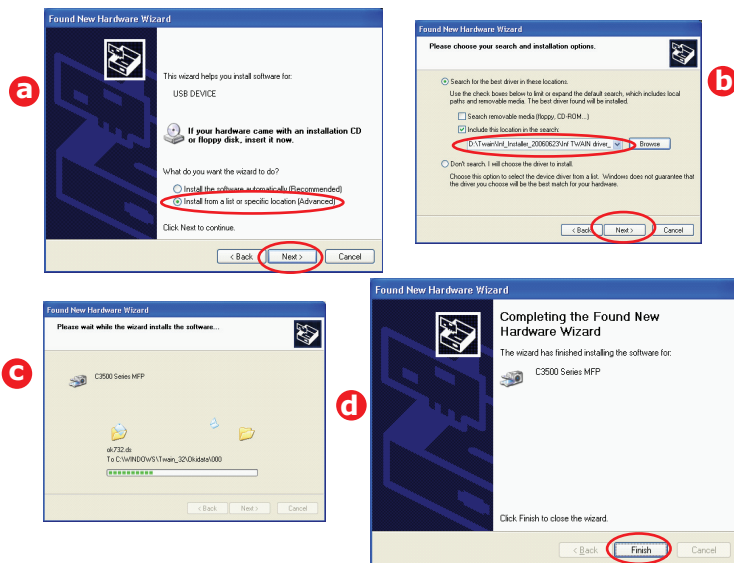 a
Found New Hardware Wizard
This wizard helps you install software for:
USB DEVICE
If your hardware came with an installation CD
or floppy disk, insert it now.
What do you want the wizard to do?
Install the software automatically (Recommended)
Install from a list or specific location (Advanced)
Click Next to continue.
< Back
Next >
Cancel
b
Found New Hardware Wizard
Please choose your search and installation options.
Search for the best driver in these locations.
Use the check boxes below to limit or expand the default search, which includes local
paths and removable media. The best driver found will be installed.
Search removable media (floppy, CD-ROM...)
Include this location in the search:
D:\Twain\Inf_Installer_20060623\Inf TWAIN driver_
Browse
Don't search. I will choose the driver to install.
Choose this option to select the device driver from a list. Windows does not guarantee that
the driver you choose will be the best match for your hardware.
< Back
Next >
Cancel
c
Found New Hardware Wizard
Please wait while the wizard installs the software...
C3500 Series MFP
ok732.ds
To C:\WINDOWS\Twain_32\Okidata\000
< Back
Next >
Cancel
d
Found New Hardware Wizard
Completing the Found New
Hardware Wizard
The wizard has finished installing the software for:
C3500 Series MFP
Click Finish to close the wizard.
< Back
Finish
Cancel